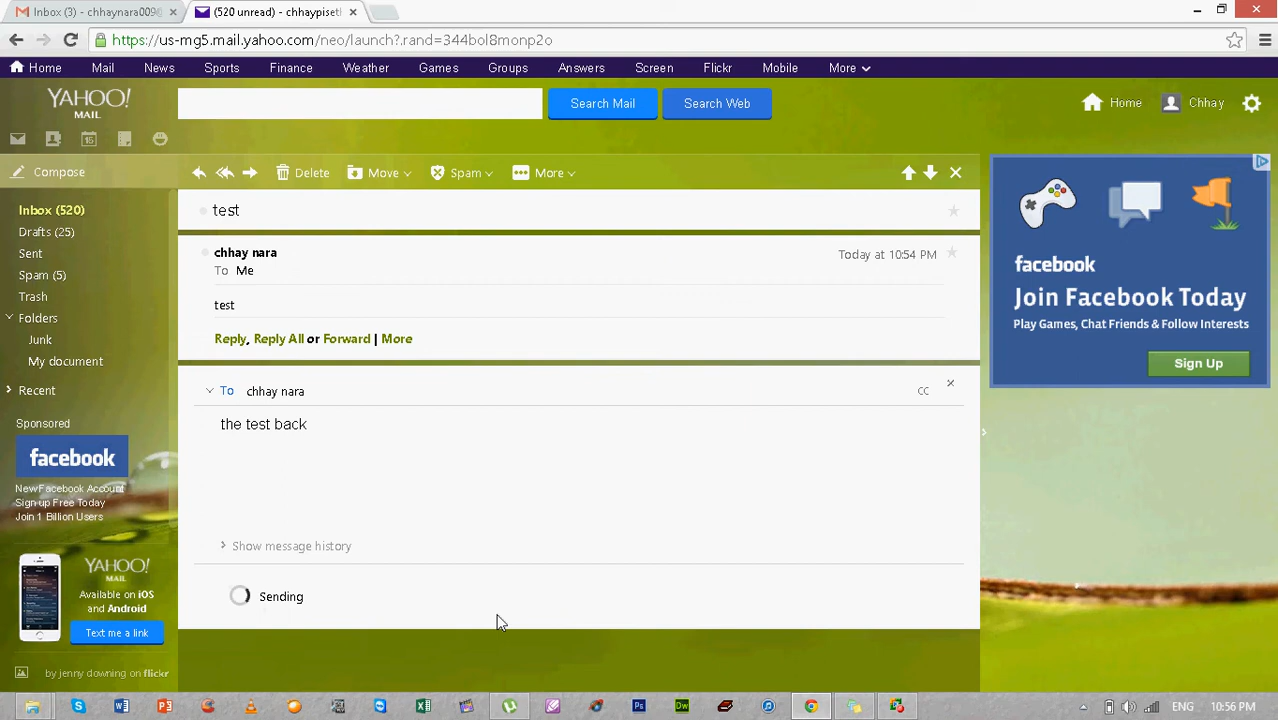 Inbox (3) - chhaynara009@
(520 unread) - chhaypiseth
https://us-mg5.mail.yahoo.com/neo/launch?.rand=344bol8monp2o
Home Mail News Sports Finance Weather Games Groups Answers Screen Flickr Mobile More
YAHOO!
MAIL
Search Mail
Search Web
Home
Chhay
15
Compose
Delete Move Spam More
Inbox (520)
Drafts (25)
Sent
Spam (5)
Trash
Folders
Junk
My document
Recent
Sponsored
facebook
New Facebook Account
Sign up Free Today
Join 1 Billion Users
YAHOO!
MAIL
Available on iOS
and Android
Text me a link
by jenny downing on flickr
test
chhay nara
Today at 10:54 PM
To Me
test
Reply, Reply All or Forward | More
To chhay nara
CC
the test back
Show message history
Sending
facebook
Join Facebook Today
Play Games, Chat Friends & Follow Interests
Sign Up
Ps
Dw
ENG
10:56 PM